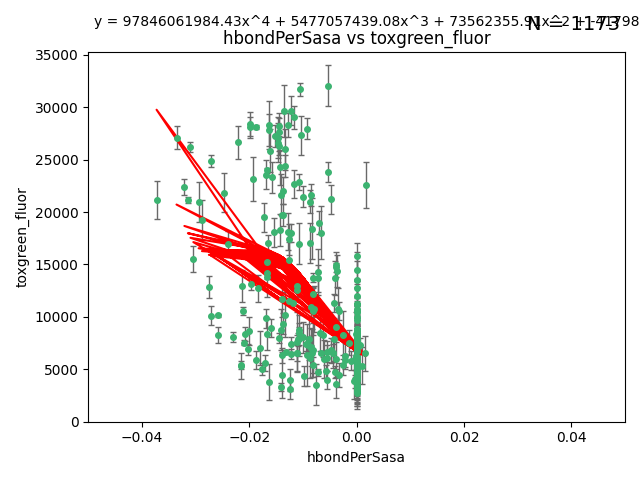 y = 97846061984.43x^4 + 5477057439.08x^3 + 73562355.
N = 1173
hbondPerSasa vs toxgreen_fluor
35000
30000
25000
20000
15000
10000
5000
0
toxgreen_fluor
−0.04 −0.02 0.00 0.02 0.04
hbondPerSasa